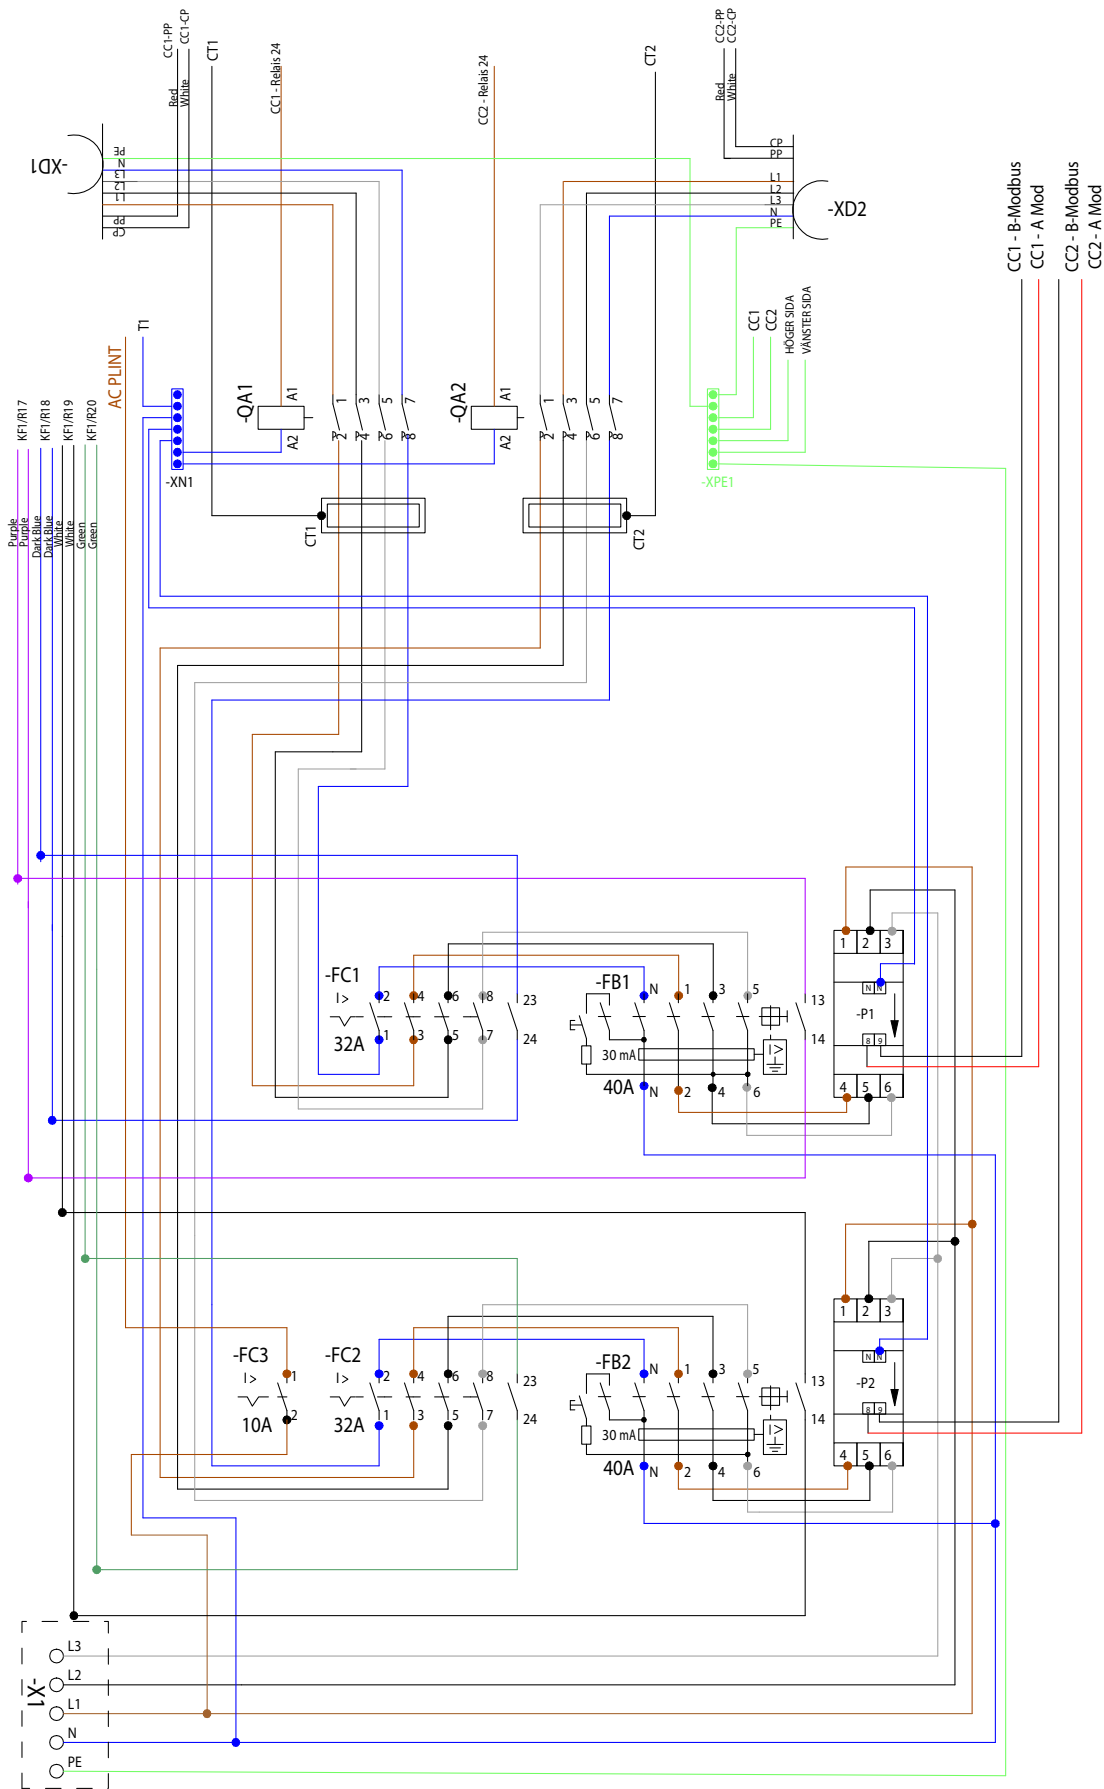 CC1-PP
CC1-CP
Red
White
CT1
CC1 - Relais 24
CC2 - Relais 24
CT2
CC2-PP
CC2-CP
Red
White
-XD1
PE
N
L3
L2
L1
PP
CP
CP
PP
L1
L2
L3
N
PE
-XD2
CC1 - B-Modbus
CC1 - A Mod
CC2 - B-Modbus
CC2 - A Mod
KF1/R17
KF1/R18
KF1/R19
KF1/R20
AC PLINT
T1
-XN1
-QA1
A1
A2
1
3
5
7
2
4
6
8
-QA2
A1
A2
1
3
5
7
2
4
6
8
CC1
CC2
HÖGER SIDA
VÄNSTER SIDA
-XPE1
Purple
Purple
Dark Blue
Dark Blue
White
White
Green
Green
CT1
CT2
-FC1
I>
32A
2
4
6
8
23
1
3
5
7
24
-FB1
N
1
3
5
13
14
30 mA
I>
40A
N
2
4
6
1
2
3
N
N
-P1
8
9
4
5
6
-FC3
I>
10A
1
2
-FC2
I>
32A
2
4
6
8
23
1
3
5
7
24
-FB2
N
1
3
5
13
14
30 mA
I>
40A
N
2
4
6
1
2
3
N
N
-P2
8
9
4
5
6
-X1
L3
L2
L1
N
PE